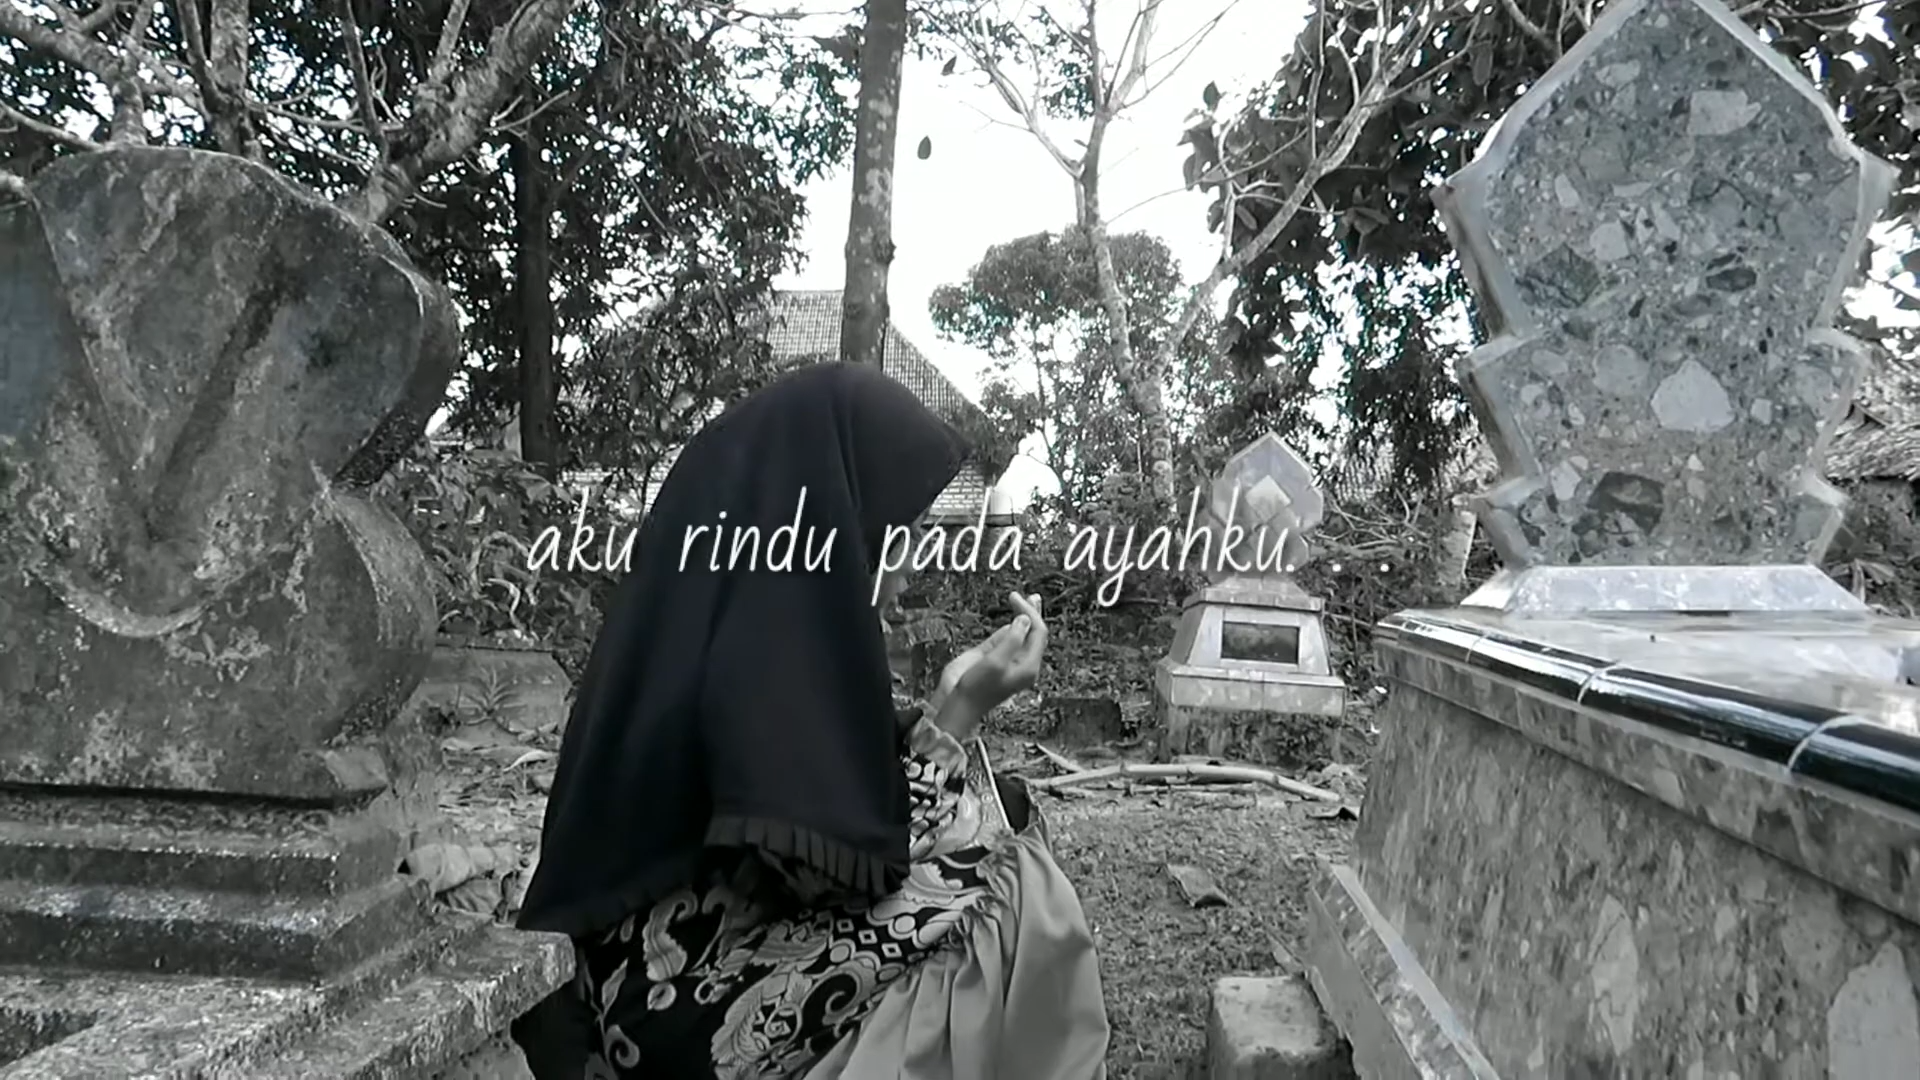 aku rindu pada ayahku. . .